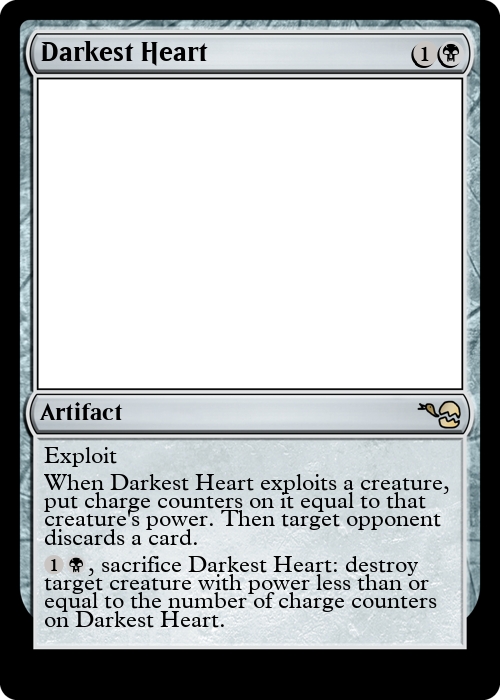 Darkest Heart
1
Artifact
Exploit
When Darkest Heart exploits a creature,
put charge counters on it equal to that
creature's power. Then target opponent
discards a card.
1 , sacrifice Darkest Heart: destroy
target creature with power less than or
equal to the number of charge counters
on Darkest Heart.